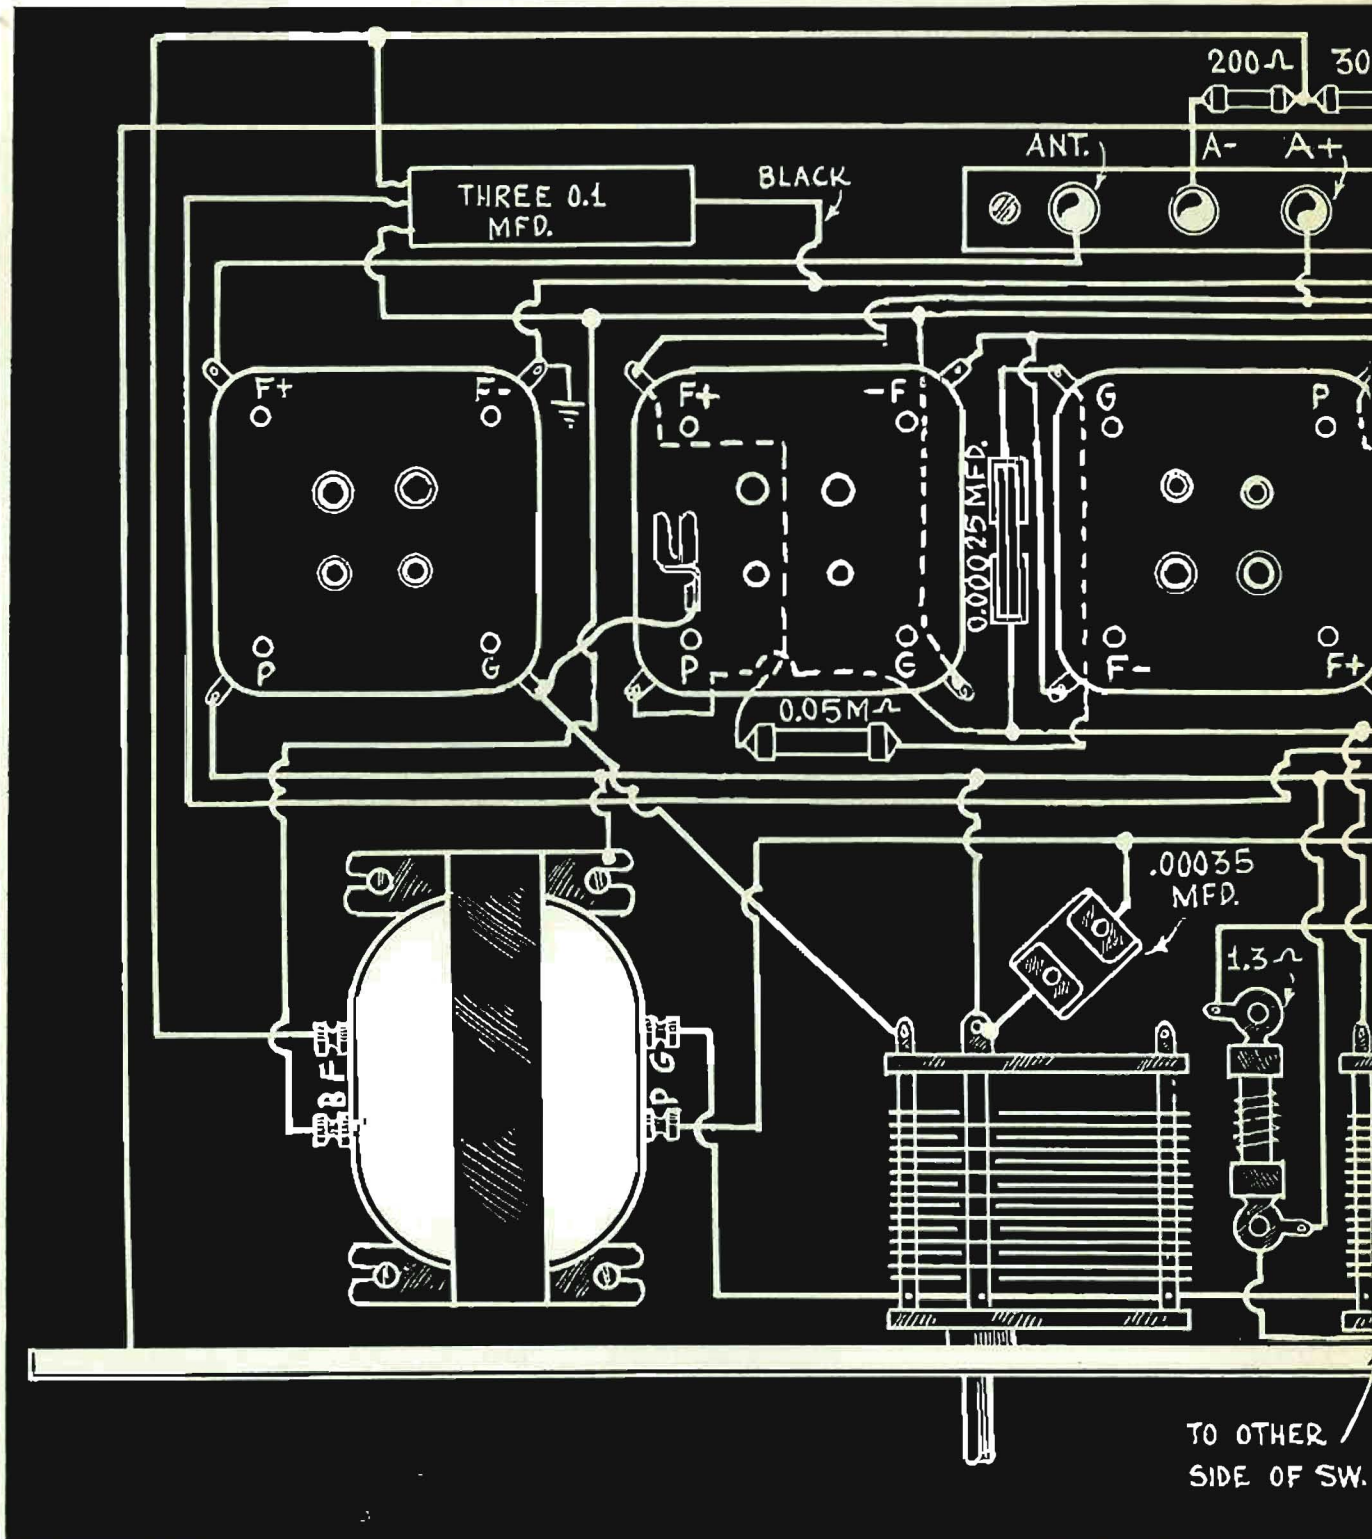 200Ω
30
ANT.
A-
A+
THREE 0.1
MFD.
BLACK
F+
F-
F+
-F
G
P
0.00025 MFD.
P
G
P
G
F-
F+
0.05MΩ
.00035
MFD.
1.3Ω
B F
P G
TO OTHER
SIDE OF SW.